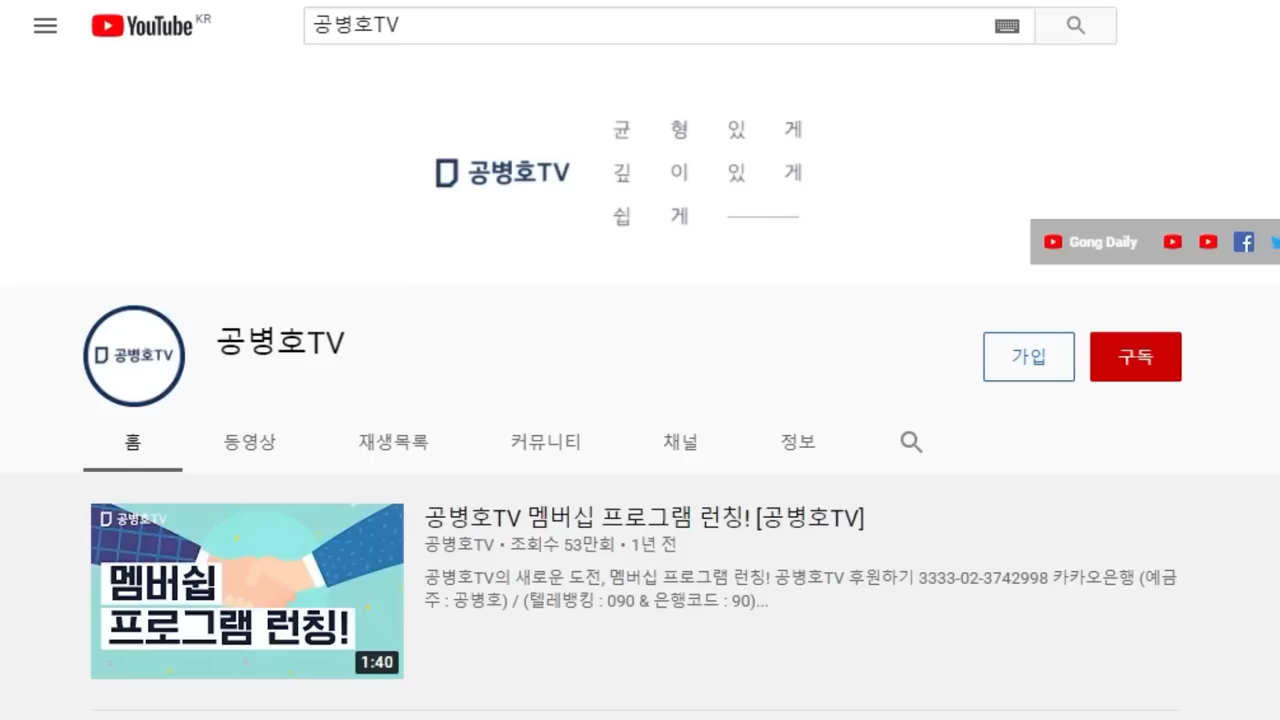 YouTube KR
공병호TV
공병호TV
균 형 있 게
깊 이 있 게
쉽 게
Gong Daily
공병호TV
공병호TV
가입
구독
홈 동영상 재생목록 커뮤니티 채널 정보
공병호TV
멤버쉽
프로그램 런칭!
1:40
공병호TV 멤버십 프로그램 런칭! [공병호TV]
공병호TV • 조회수 53만회 • 1년 전
공병호TV의 새로운 도전, 멤버십 프로그램 런칭! 공병호TV 후원하기 3333-02-3742998 카카오은행 (예금
주 : 공병호) / (텔레뱅킹 : 090 & 은행코드 : 90)...